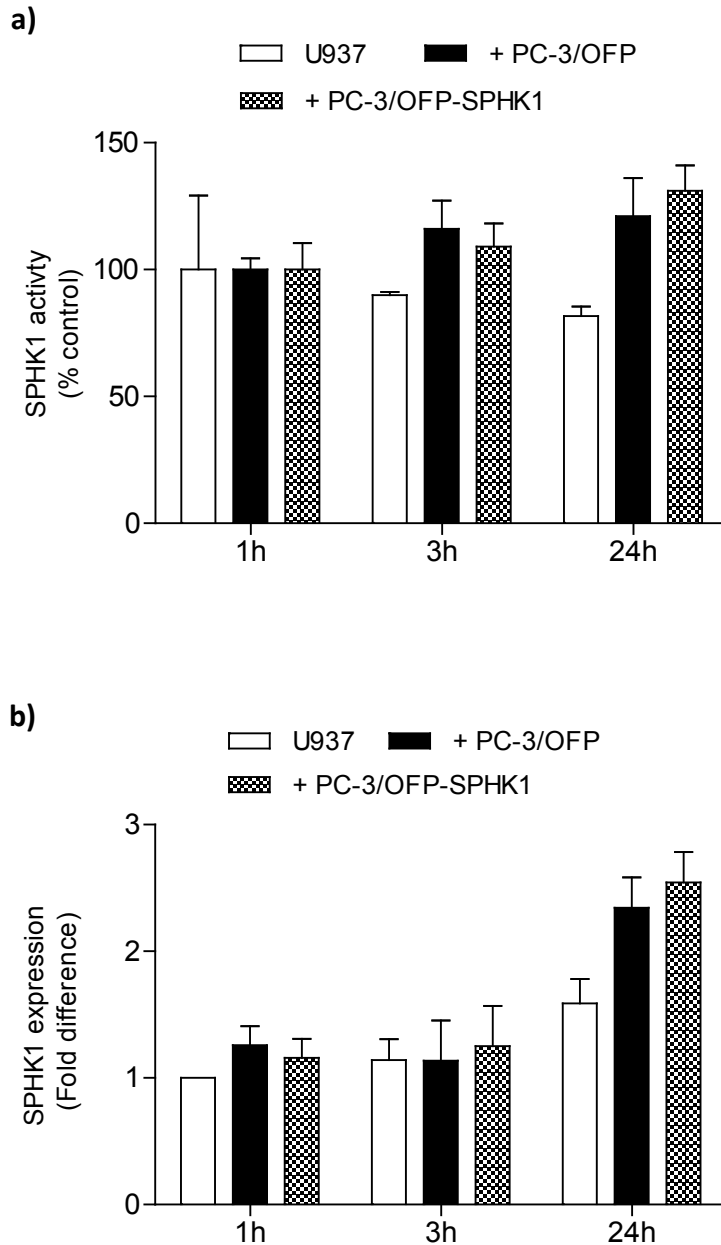 a)
U937 + PC-3/OFP
+ PC-3/OFP-SPHK1
SPHK1 activty
(% control)
150
100
50
0
1h 3h 24h
b)
U937 + PC-3/OFP
+ PC-3/OFP-SPHK1
SPHK1 expression
(Fold difference)
3
2
1
0
1h 3h 24h